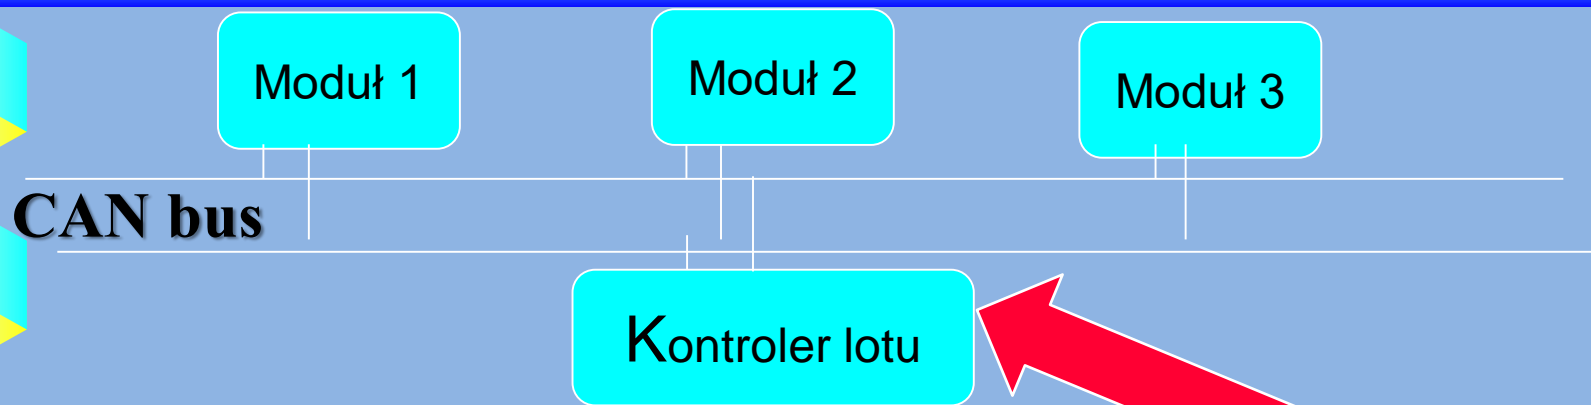 Moduł 1
Moduł 2
Moduł 3
CAN bus
Kontroler lotu